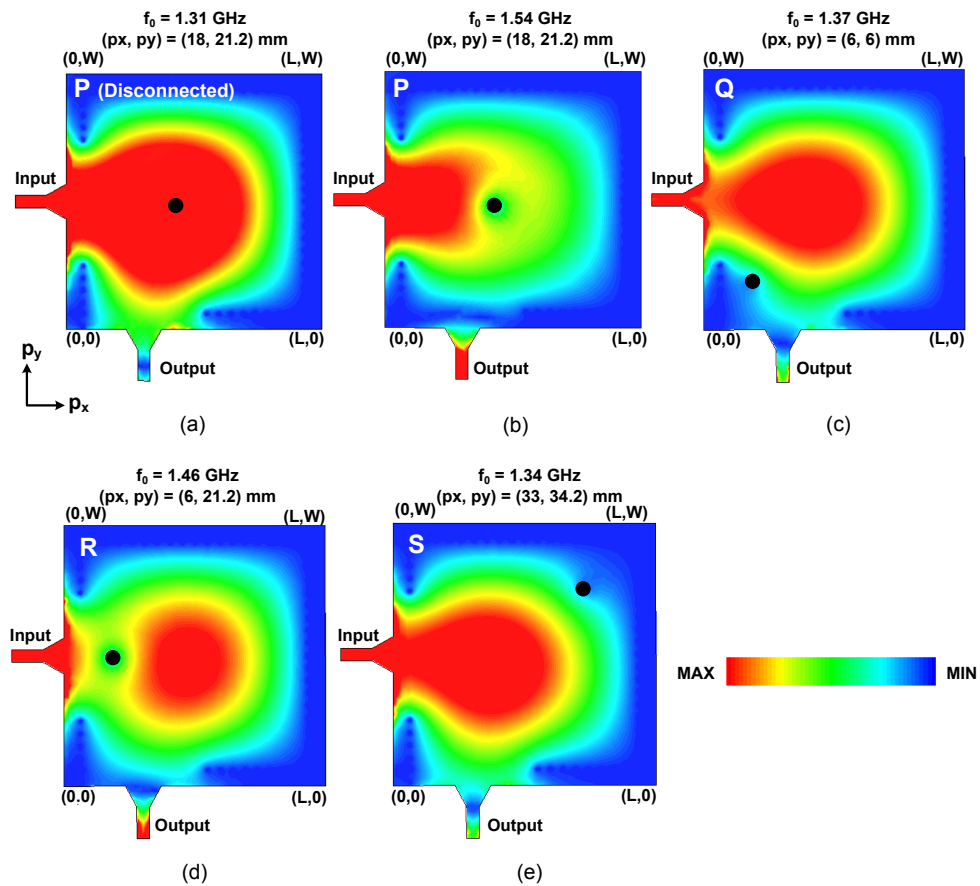 f₀ = 1.31 GHz
(px, py) = (18, 21.2) mm
(0,W) (L,W)
P (Disconnected)
Input
(0,0) (L,0)
Output
py
px
(a)
f₀ = 1.54 GHz
(px, py) = (18, 21.2) mm
(0,W) (L,W)
P
Input
(0,0) (L,0)
Output
(b)
f₀ = 1.37 GHz
(px, py) = (6, 6) mm
(0,W) (L,W)
Q
Input
(0,0) (L,0)
Output
(c)
f₀ = 1.46 GHz
(px, py) = (6, 21.2) mm
(0,W) (L,W)
R
Input
(0.0) (L,0)
Output
(d)
f₀ = 1.34 GHz
(px, py) = (33, 34.2) mm
(0,W) (L,W)
S
Input
(0,0) (L,0)
Output
(e)
MAX MIN